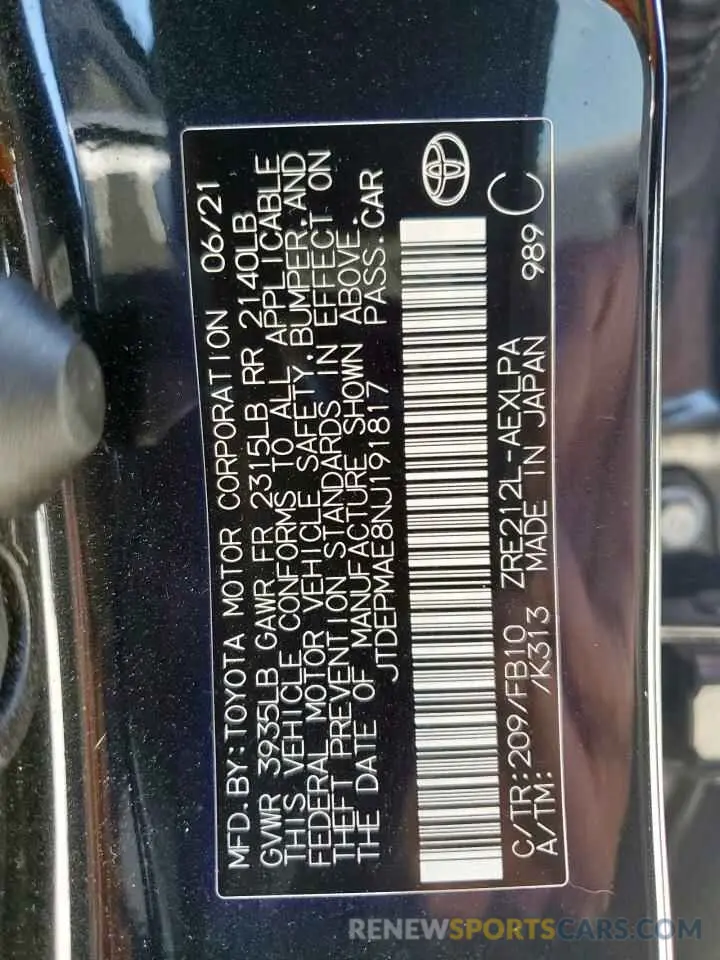 MFD.BY:TOYOTA MOTOR CORPORATION 06/21
GVWR 3935LB GAWR FR 2315LB RR 2140LB
THIS VEHICLE CONFORMS TO ALL APPLICABLE
FEDERAL MOTOR VEHICLE SAFETY,BUMPER,AND
THEFT PREVENTION STANDARDS IN EFFECT ON
THE DATE OF MANUFACTURE SHOWN ABOVE.
JTDEPMAE8NJ191817 PASS.CAR
C/TR:209/FB10 ZRE212L-AEXLPA 989 C
A/TM: /K313 MADE IN JAPAN
RENEWSPORTSCARS.COM